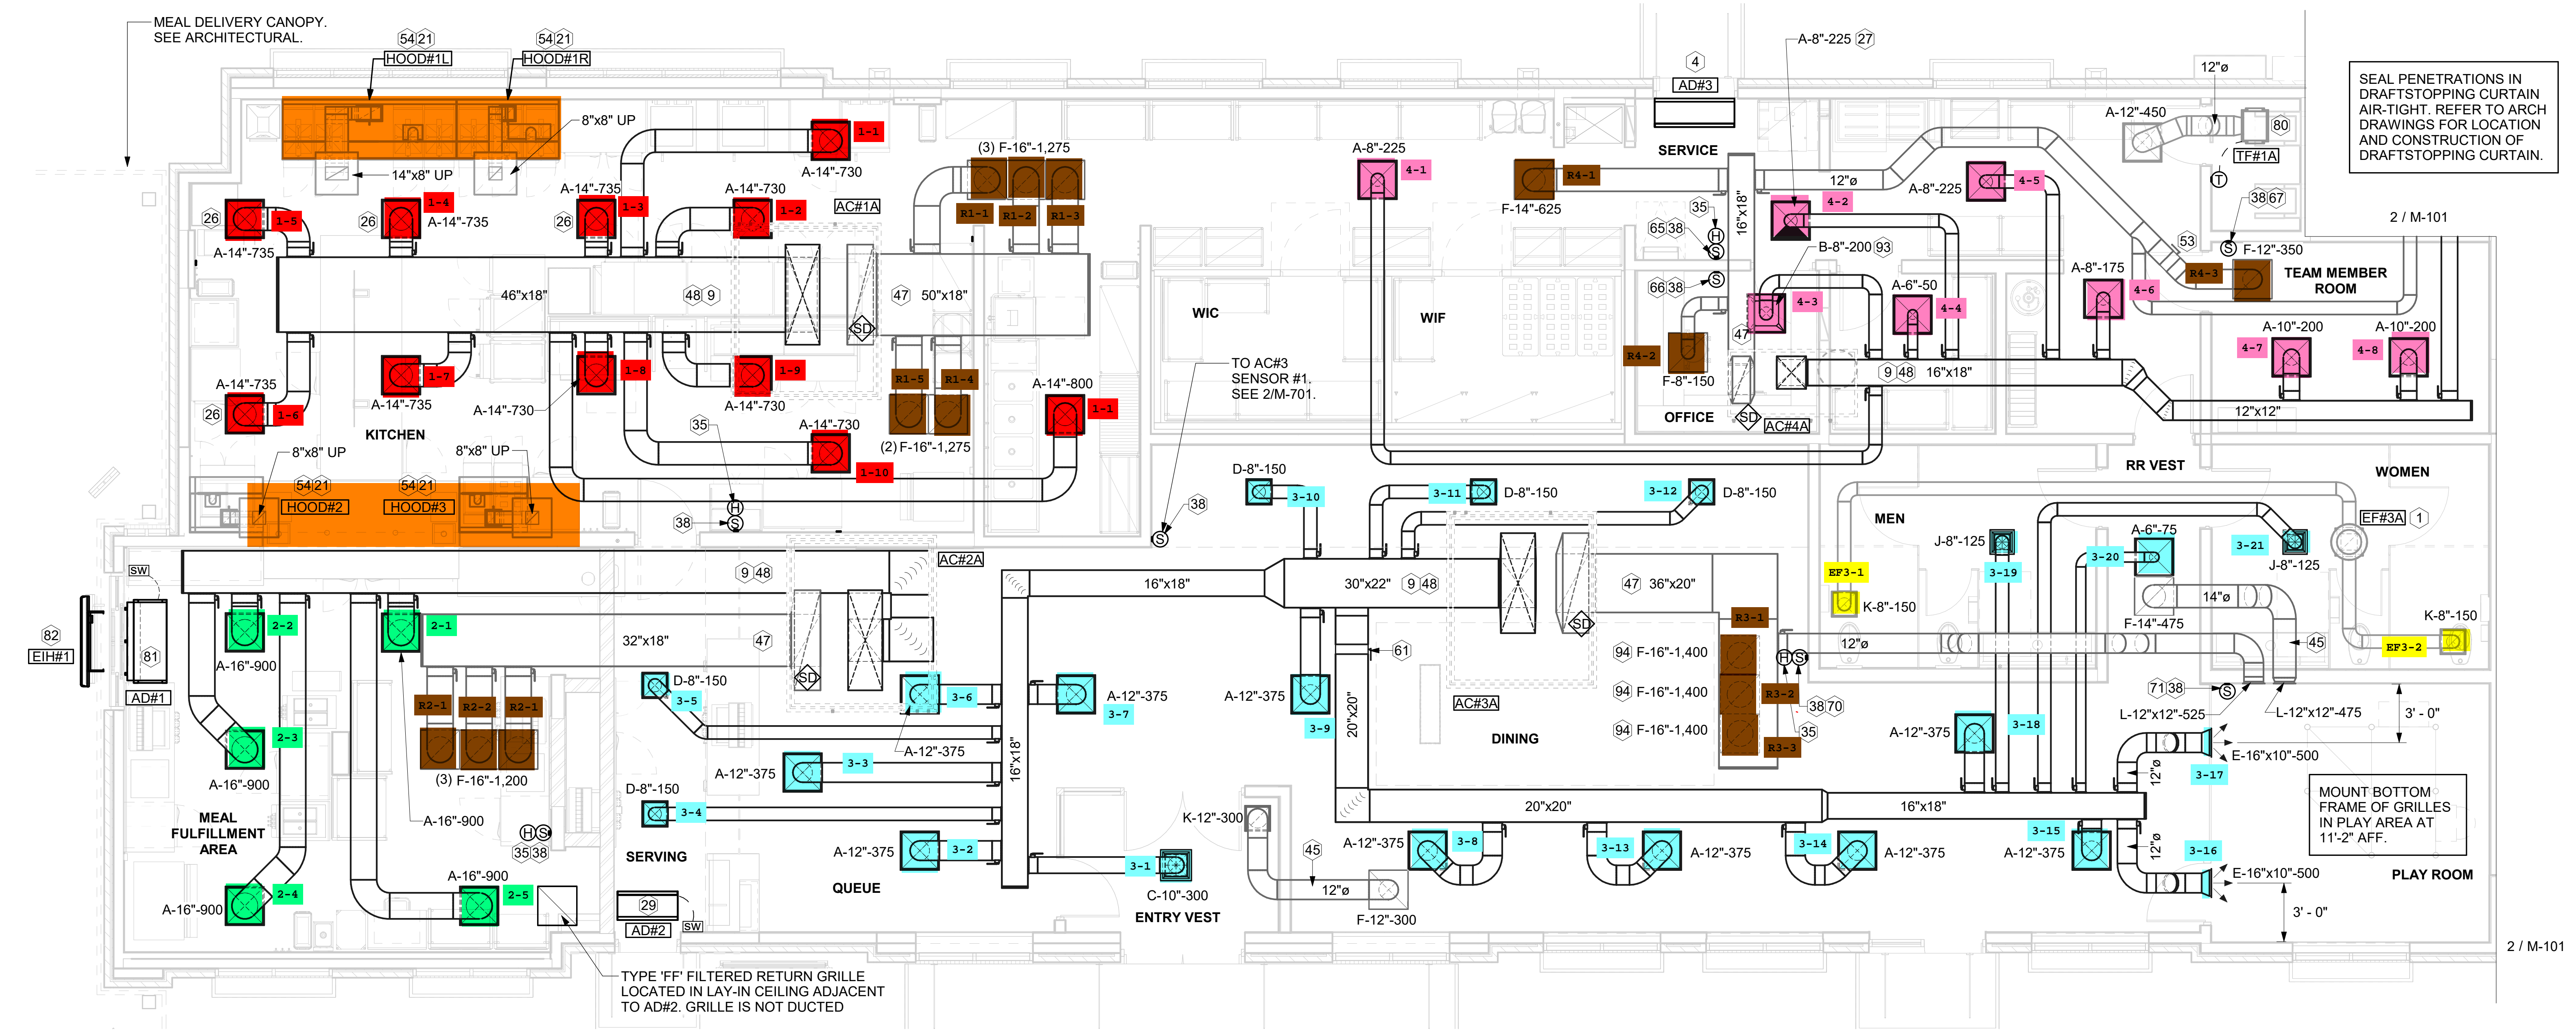 MEAL DELIVERY CANOPY.
SEE ARCHITECTURAL.
54 21
HOOD#1L
54 21
HOOD#1R
8"x8" UP
14"x8" UP
1-1
A-14"-730
26
1-5
A-14"-735
26
1-4
A-14"-735
A-14"-735
26
1-3
A-14"-730
1-2
AC#1A
(3) F-16"-1,275
R1-1
R1-2
R1-3
46"x18"
48 9
SD
47
50"x18"
A-14"-735
26
1-6
1-7
A-14"-735
KITCHEN
1-8
A-14"-730
1-9
A-14"-730
A-14"-730
1-10
R1-5
R1-4
(2) F-16"-1,275
A-14"-800
1-1
35
H
S
38
8"x8" UP
8"x8" UP
54 21
HOOD#2
54 21
HOOD#3
A-8"-225
4-1
WIC
WIF
TO AC#3
SENSOR #1.
SEE 2/M-701.
38
S
4
AD#3
SERVICE
R4-1
F-14"-625
16"x18"
12"ø
A-8"-225 27
4-2
35
65 38
H
S
66 38
S
B-8"-200 93
4-3
47
R4-2
F-8"-150
OFFICE
SD
AC#4A
A-6"-50
4-4
9 48
16"x18"
A-8"-225
4-5
A-8"-175
4-6
12"ø
A-12"-450
80
TF#1A
T
38 67
S
53
F-12"-350
R4-3
TEAM MEMBER
ROOM
2 / M-101
A-10"-200
4-7
A-10"-200
4-8
12"x12"
SEAL PENETRATIONS IN
DRAFTSTOPPING CURTAIN
AIR-TIGHT. REFER TO ARCH
DRAWINGS FOR LOCATION
AND CONSTRUCTION OF
DRAFTSTOPPING CURTAIN.
RR VEST
WOMEN
MEN
EF#3A 1
D-8"-150
3-10
3-11
D-8"-150
3-12
D-8"-150
J-8"-125
3-19
A-6"-75
3-20
3-21
J-8"-125
EF3-1
K-8"-150
K-8"-150
EF3-2
14"ø
F-14"-475
45
12"ø
SW
82
EIH#1
81
AD#1
9 48
AC#2A
2-2
A-16"-900
2-1
32"x18"
47
SD
2-3
A-16"-900
R2-1
R2-2
R2-1
(3) F-16"-1,200
A-16"-900
MEAL
FULFILLMENT
AREA
H S
35 38
A-16"-900
2-4
A-16"-900
2-5
TYPE 'FF' FILTERED RETURN GRILLE
LOCATED IN LAY-IN CEILING ADJACENT
TO AD#2. GRILLE IS NOT DUCTED
29
AD#2
SW
SERVING
D-8"-150
3-5
D-8"-150
3-4
A-12"-375
3-3
3-6
A-12"-375
A-12"-375
3-7
A-12"-375
3-2
QUEUE
3-1
C-10"-300
ENTRY VEST
16"x18"
16"x18"
30"x22"
9 48
47
36"x20"
SD
61
20"x20"
A-12"-375
3-9
AC#3A
DINING
R3-1
94 F-16"-1,400
94 F-16"-1,400
94 F-16"-1,400
R3-2
R3-3
H S
38 70
35
K-12"-300
45
12"ø
F-12"-300
20"x20"
16"x18"
A-12"-375
3-8
3-13
A-12"-375
3-14
A-12"-375
A-12"-375
3-18
3-15
A-12"-375
12"ø
12"ø
3-17
E-16"x10"-500
3-16
E-16"x10"-500
71 38
S
L-12"x12"-525
L-12"x12"-475
3' - 0"
3' - 0"
MOUNT BOTTOM
FRAME OF GRILLES
IN PLAY AREA AT
11'-2" AFF.
PLAY ROOM
2 / M-101